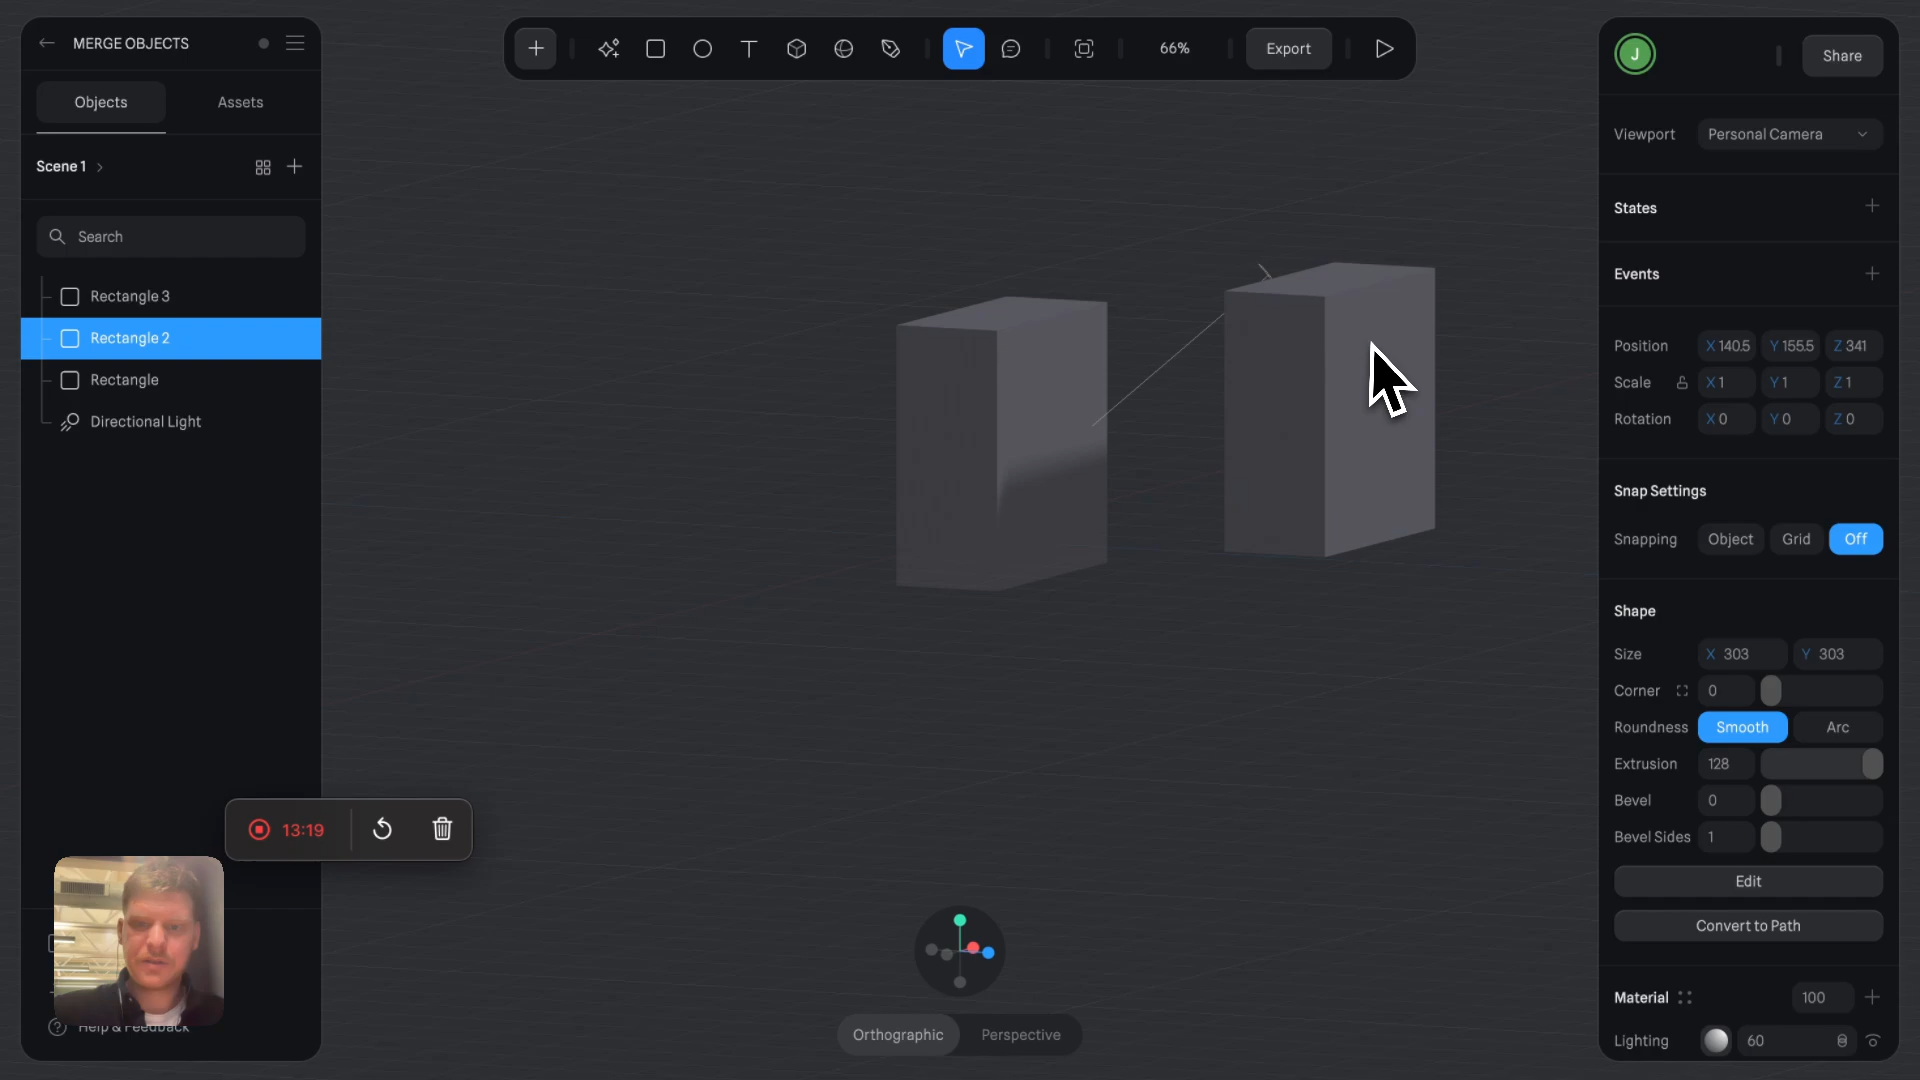 MERGE OBJECTS
Objects
Assets
Scene 1
Search
Rectangle 3
Rectangle 2
Rectangle
Directional Light
13:19
Help & Feedback
T
66%
Export
Orthographic
Perspective
J
Share
Viewport
Personal Camera
States
Events
Position X 140.5 Y 155.5 Z 341
Scale X 1 Y 1 Z 1
Rotation X 0 Y 0 Z 0
Snap Settings
Snapping Object Grid Off
Shape
Size X 303 Y 303
Corner 0
Roundness Smooth Arc
Extrusion 128
Bevel 0
Bevel Sides 1
Edit
Convert to Path
Material 100
Lighting 60